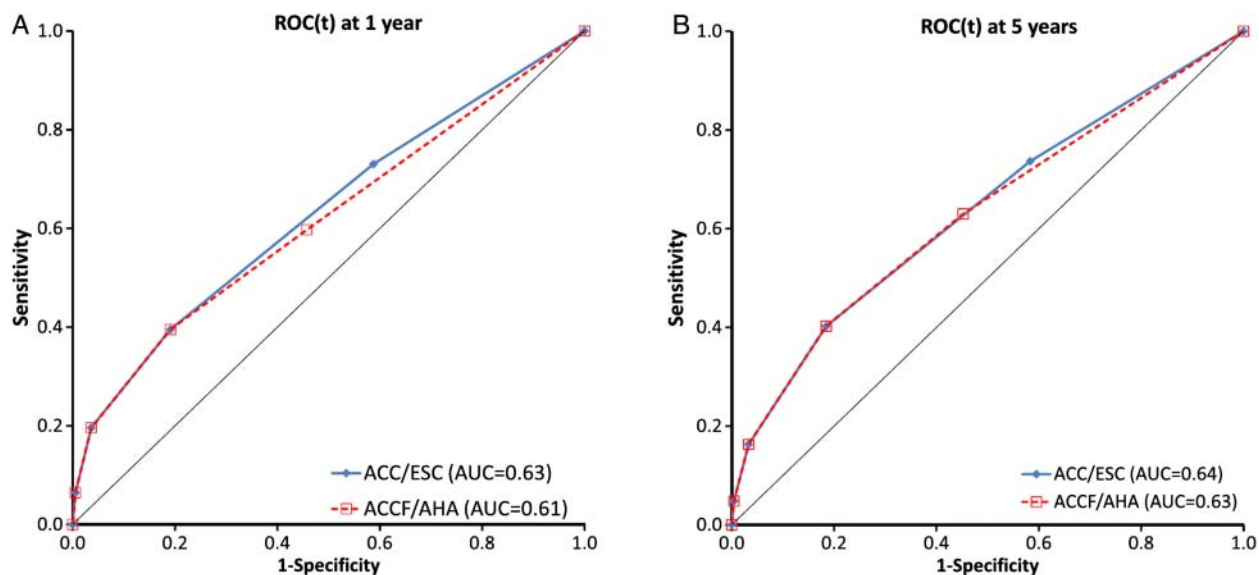 A
ROC(t) at 1 year
1.0
0.8
0.6
0.4
0.2
0.0
Sensitivity
ACC/ESC (AUC=0.63)
ACCF/AHA (AUC=0.61)
0.0 0.2 0.4 0.6 0.8 1.0
1-Specificity
B
ROC(t) at 5 years
1.0
0.8
0.6
0.4
0.2
0.0
Sensitivity
ACC/ESC (AUC=0.64)
ACCF/AHA (AUC=0.63)
0.0 0.2 0.4 0.6 0.8 1.0
1-Specificity